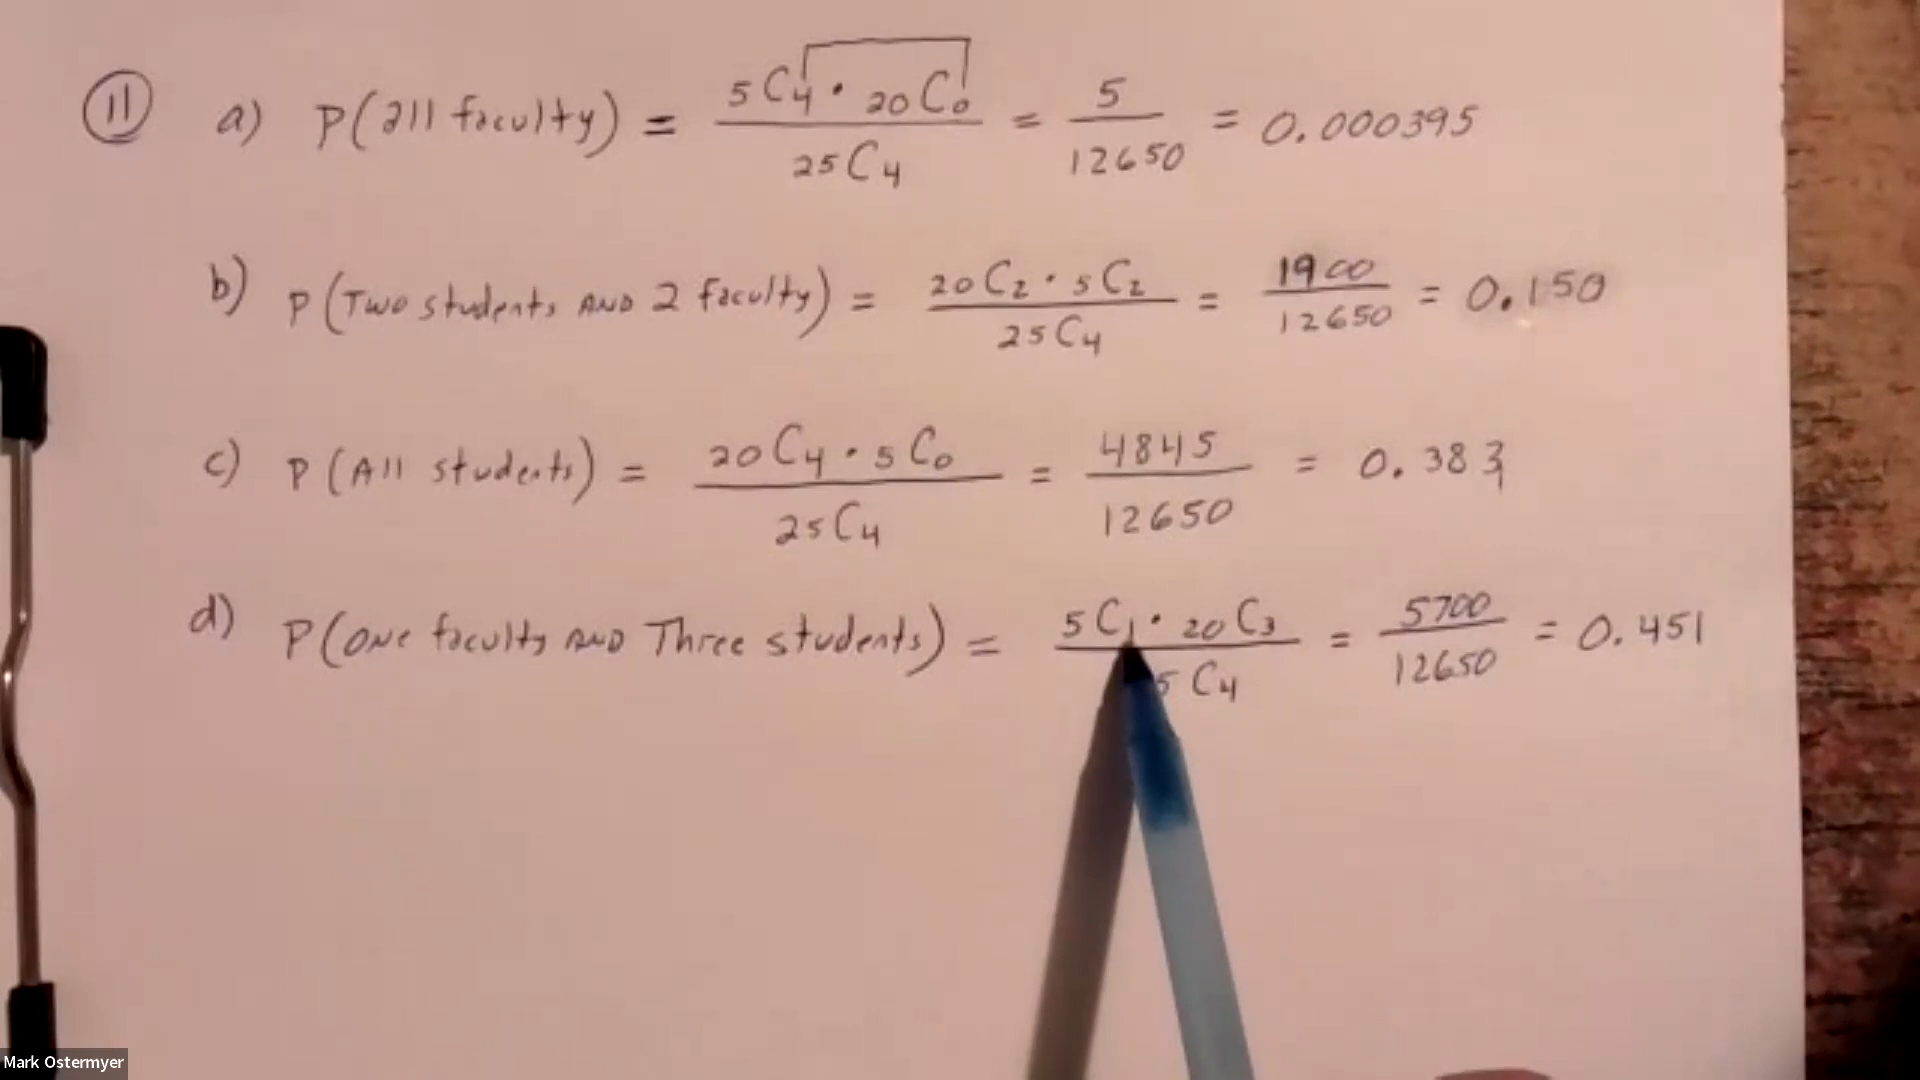 11 a) P(all faculty) = 5C4 · 20C0 / 25C4 = 5 / 12650 = 0.000395
b) P(Two students AND 2 faculty) = 20C2 · 5C2 / 25C4 = 1900 / 12650 = 0.150
c) P(All students) = 20C4 · 5C0 / 25C4 = 4845 / 12650 = 0.383
d) P(ONe faculty AND Three students) = 5C1 · 20C3 / 5C4 = 5700 / 12650 = 0.451
Mark Ostermyer